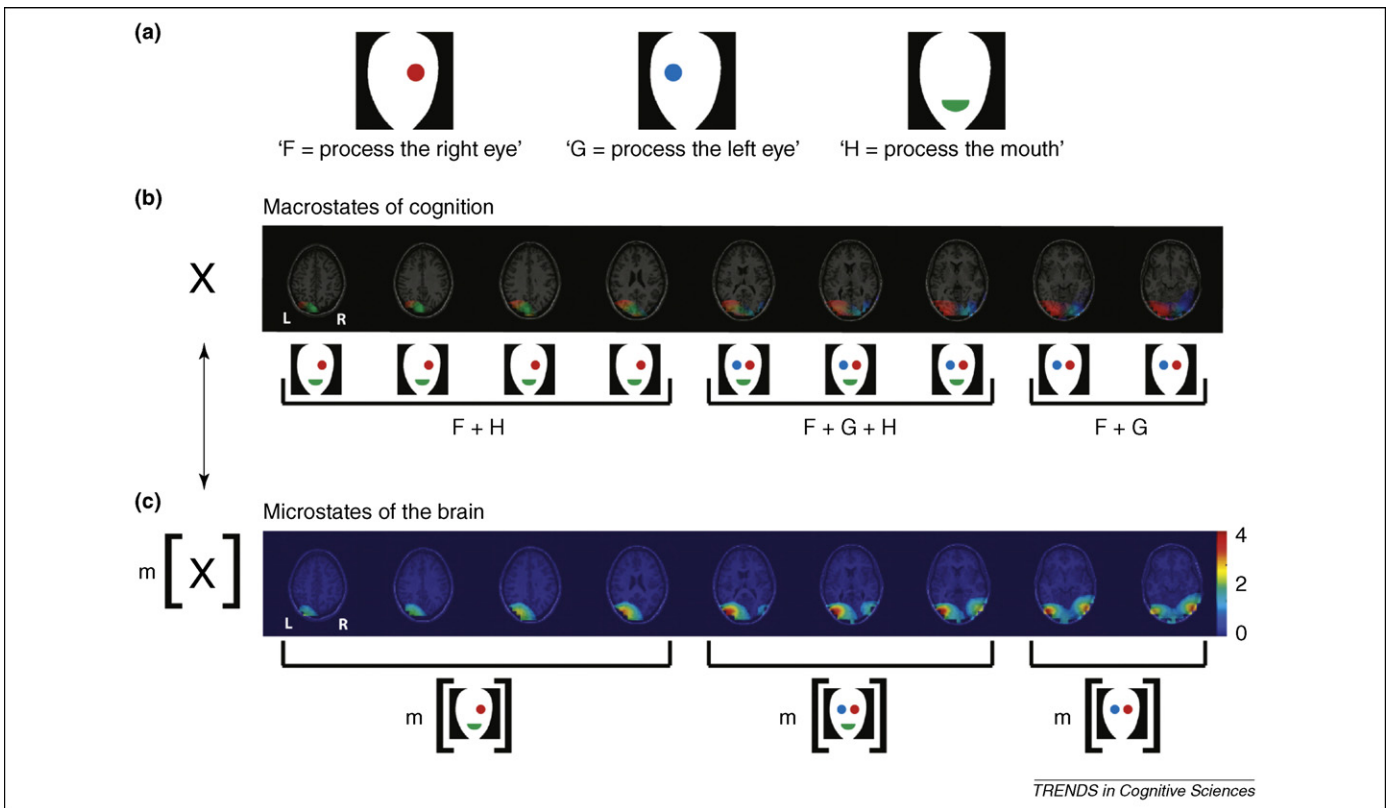 (a)
‘F = process the right eye’ ‘G = process the left eye’ ‘H = process the mouth’
(b)
Macrostates of cognition
X
L R
F + H F + G + H F + G
(c)
Microstates of the brain
m [X]
L R
4
2
0
m [ ] m [ ] m [ ]
TRENDS in Cognitive Sciences